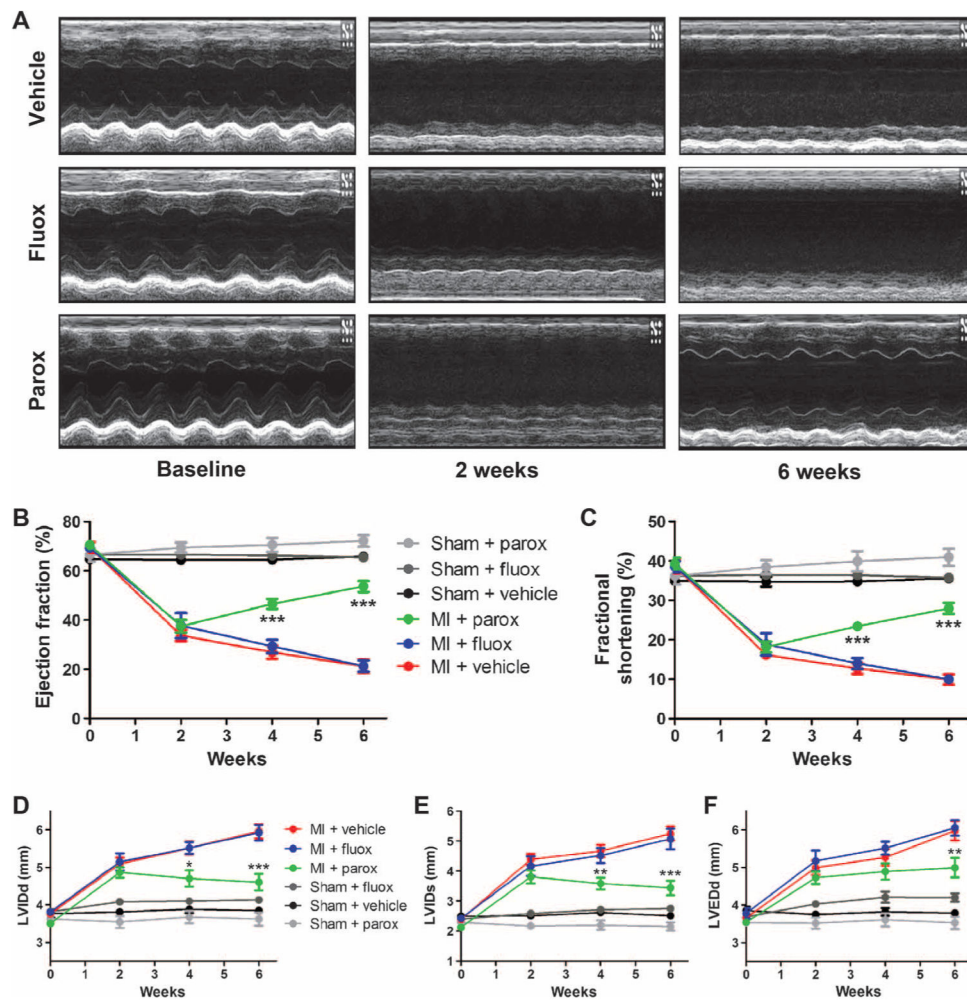 A
Vehicle
Fluox
Parox
Baseline
2 weeks
6 weeks
B
Ejection fraction (%)
80
60
40
20
0
***
***
0 1 2 3 4 5 6
Weeks
Sham + parox
Sham + fluox
Sham + vehicle
MI + parox
MI + fluox
MI + vehicle
C
Fractional
shortening (%)
50
40
30
20
10
0
***
***
0 1 2 3 4 5 6
Weeks
D
LVIDd (mm)
6
5
4
3
*
***
0 1 2 3 4 5 6
Weeks
MI + vehicle
MI + fluox
MI + parox
Sham + fluox
Sham + vehicle
Sham + parox
E
LVIDs (mm)
6
5
4
3
2
1
**
***
0 1 2 3 4 5 6
Weeks
F
LVEDd (mm)
6
5
4
3
**
0 1 2 3 4 5 6
Weeks